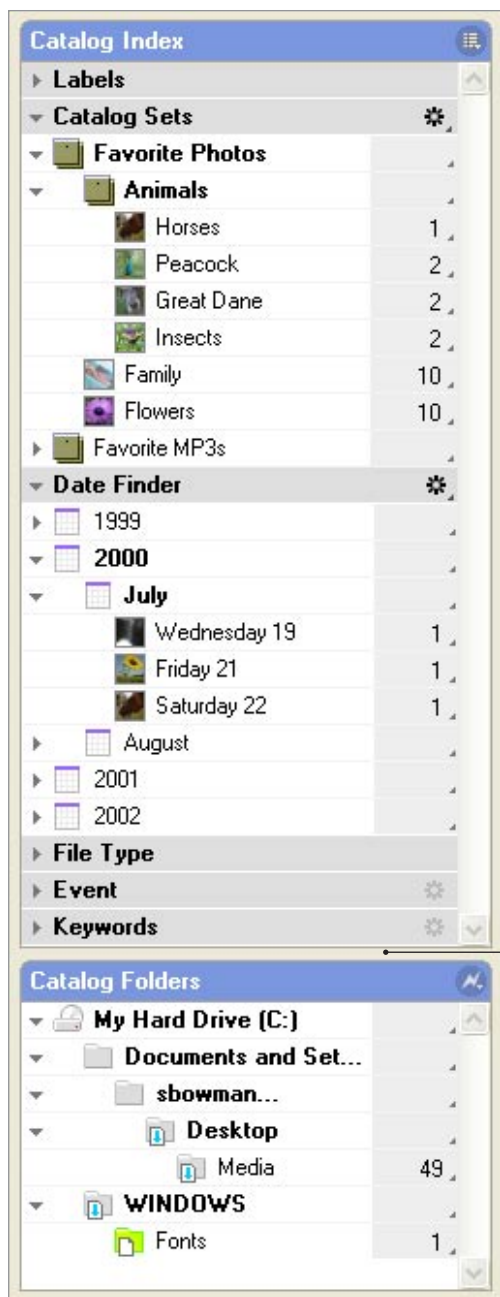 Catalog Index
Labels
Catalog Sets
Favorite Photos
Animals
Horses 1
Peacock 2
Great Dane 2
Insects 2
Family 10
Flowers 10
Favorite MP3s
Date Finder
1999
2000
July
Wednesday 19 1
Friday 21 1
Saturday 22 1
August
2001
2002
File Type
Event
Keywords
Catalog Folders
My Hard Drive (C:)
Documents and Set...
sbowman...
Desktop
Media 49
WINDOWS
Fonts 1